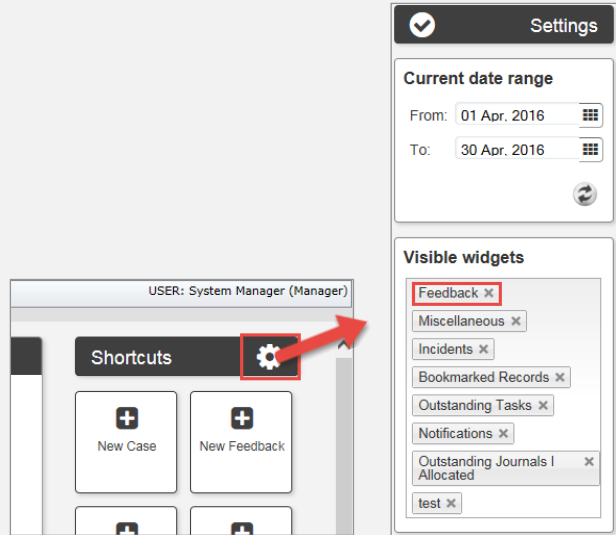 Settings
Current date range
From: 01 Apr, 2016
To: 30 Apr, 2016
Visible widgets
Feedback ×
Miscellaneous ×
Incidents ×
Bookmarked Records ×
Outstanding Tasks ×
Notifications ×
Outstanding Journals I ×
Allocated
test ×
USER: System Manager (Manager)
Shortcuts
New Case
New Feedback